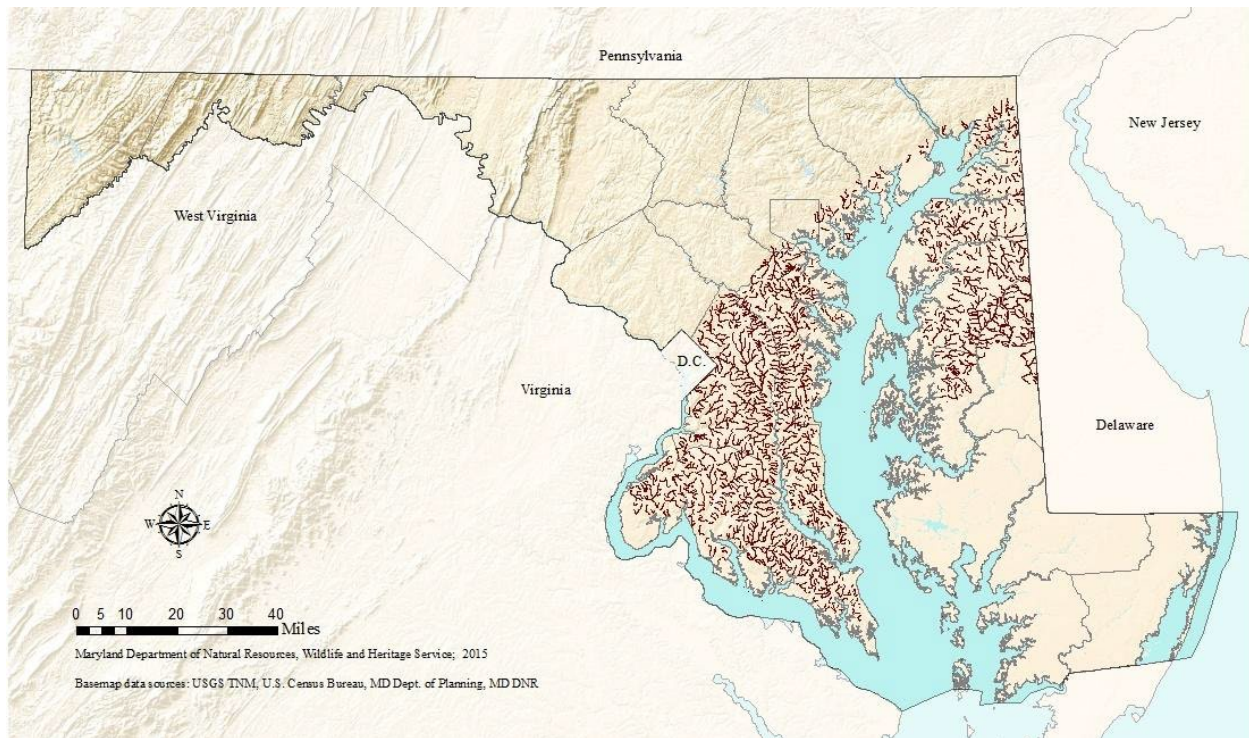 Pennsylvania
New Jersey
West Virginia
D.C.
Virginia
Delaware
N
W E
S
0 5 10 20 30 40
Miles
Maryland Department of Natural Resources, Wildlife and Heritage Service; 2015
Basemap data sources: USGS TNM, U.S. Census Bureau, MD Dept. of Planning, MD DNR